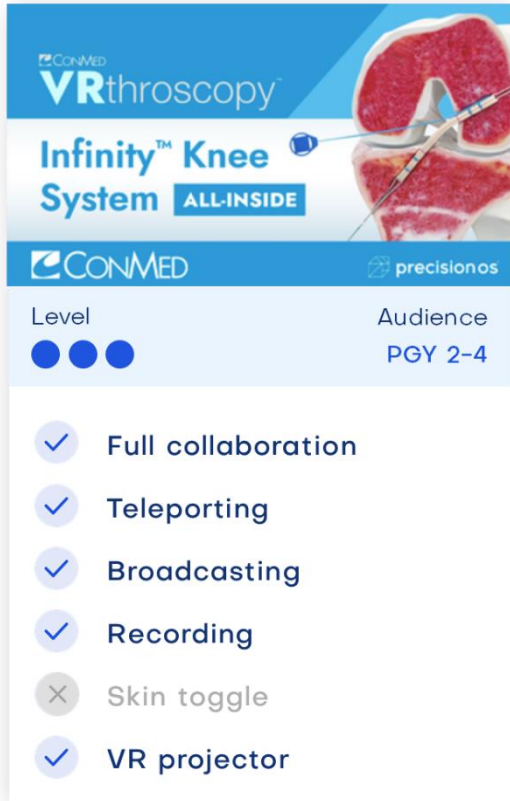 CONMED
VRthroscopy™
Infinity™ Knee
System ALL-INSIDE
CONMED precisionos
Level Audience
PGY 2-4
Full collaboration
Teleporting
Broadcasting
Recording
Skin toggle
VR projector